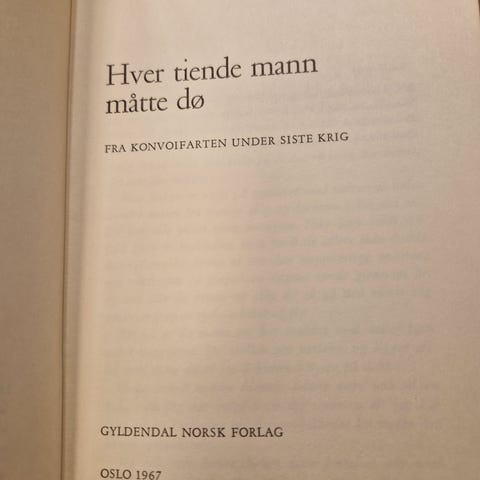 Hver tiende mann
måtte dø
FRA KONVOIFARTEN UNDER SISTE KRIG
GYLDENDAL NORSK FORLAG
OSLO 1967